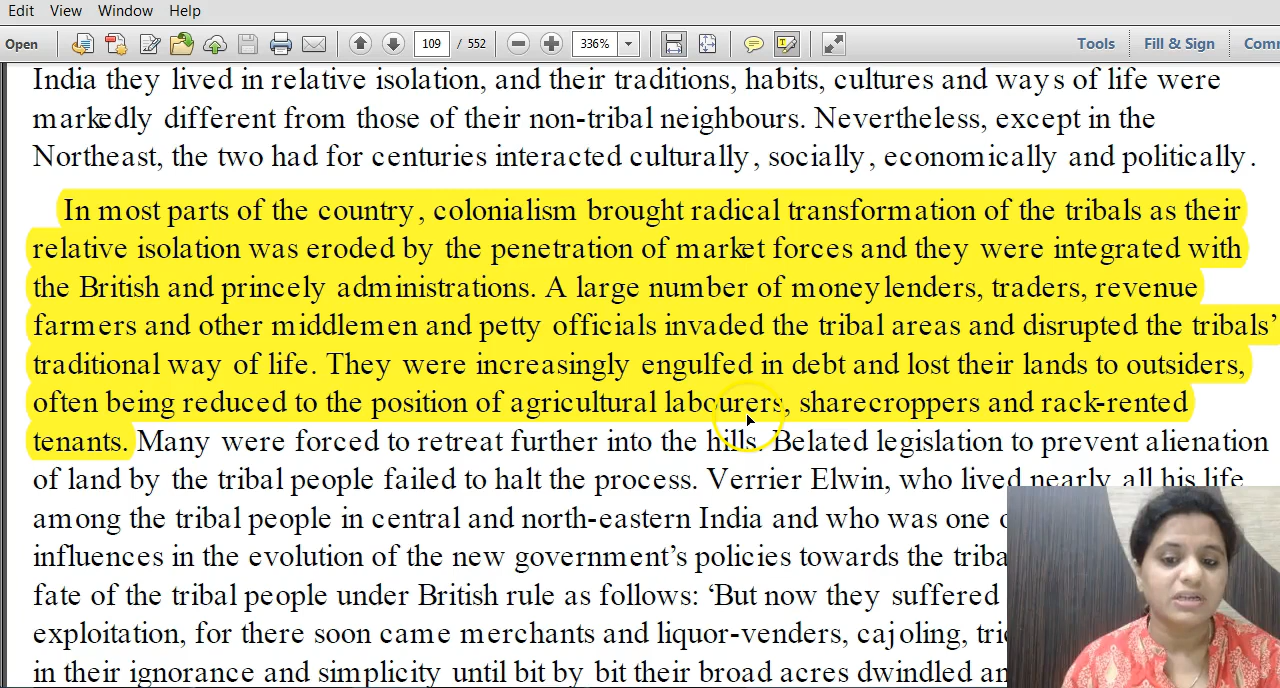 Edit View Window Help
Open 109 / 552 336% Tools Fill & Sign Comm
India they lived in relative isolation, and their traditions, habits, cultures and ways of life were
markedly different from those of their non-tribal neighbours. Nevertheless, except in the
Northeast, the two had for centuries interacted culturally, socially, economically and politically.
In most parts of the country, colonialism brought radical transformation of the tribals as their
relative isolation was eroded by the penetration of market forces and they were integrated with
the British and princely administrations. A large number of moneylenders, traders, revenue
farmers and other middlemen and petty officials invaded the tribal areas and disrupted the tribals’
traditional way of life. They were increasingly engulfed in debt and lost their lands to outsiders,
often being reduced to the position of agricultural labourers, sharecroppers and rack-rented
tenants. Many were forced to retreat further into the hills. Belated legislation to prevent alienation
of land by the tribal people failed to halt the process. Verrier Elwin, who lived nearly all his life
among the tribal people in central and north-eastern India and who was one
influences in the evolution of the new government’s policies towards the triba
fate of the tribal people under British rule as follows: ‘But now they suffered
exploitation, for there soon came merchants and liquor-venders, cajoling, tric
in their ignorance and simplicity until bit by bit their broad acres dwindled an